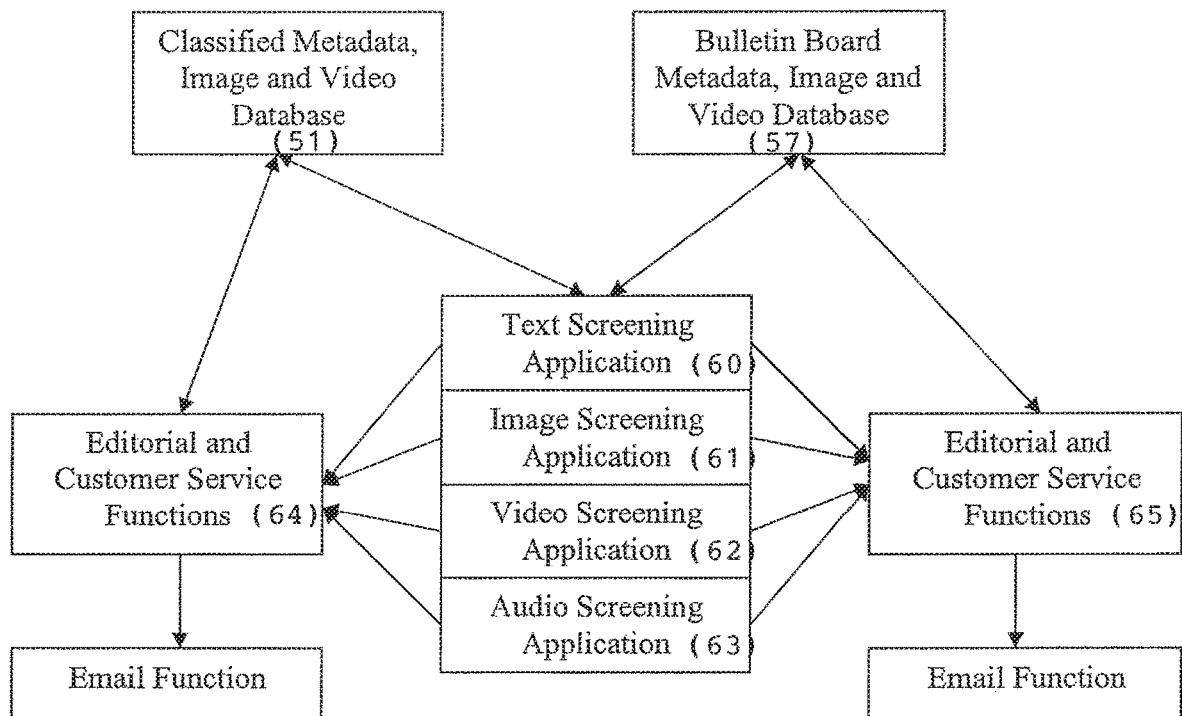 Classified Metadata,
Image and Video
Database
(51)
Bulletin Board
Metadata, Image and
Video Database
(57)
Text Screening
Application (60)
Image Screening
Application (61)
Video Screening
Application (62)
Audio Screening
Application (63)
Editorial and
Customer Service
Functions (64)
Editorial and
Customer Service
Functions (65)
Email Function
Email Function